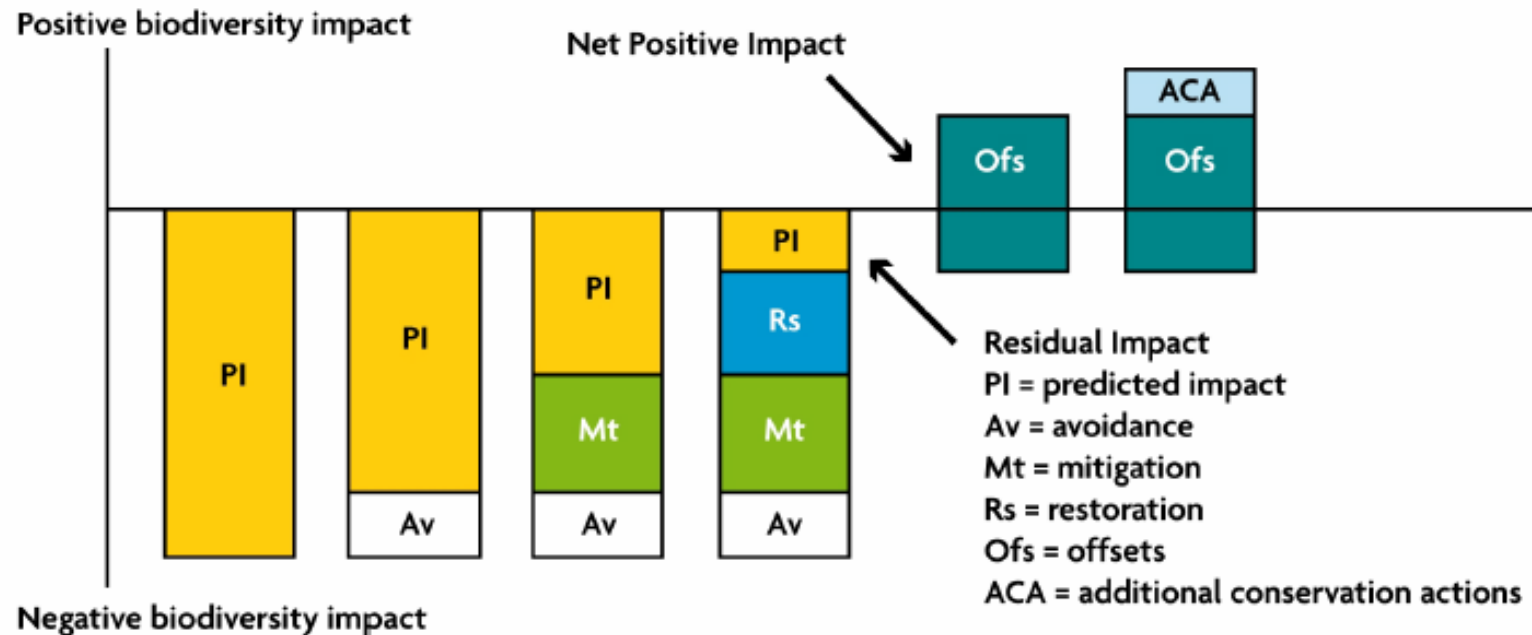 Positive biodiversity impact
Net Positive Impact
ACA
Ofs
Ofs
PI
PI
PI
PI
Rs
Mt
Mt
Av
Av
Av
Residual Impact
PI = predicted impact
Av = avoidance
Mt = mitigation
Rs = restoration
Ofs = offsets
ACA = additional conservation actions
Negative biodiversity impact